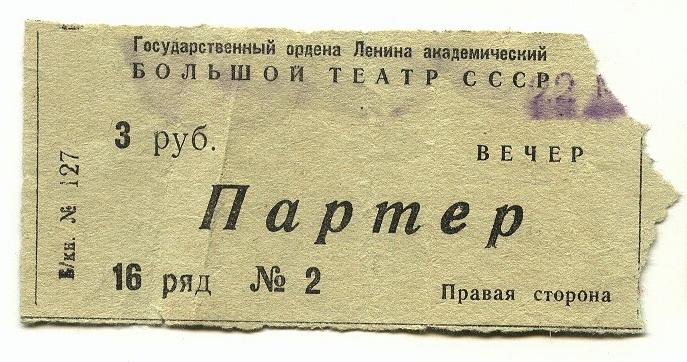 Государственный ордена Ленина академический
БОЛЬШОЙ ТЕАТР СССР
22
3 руб.
ВЕЧЕР
Партер
16 ряд № 2
Правая сторона
Б/кн. № 127